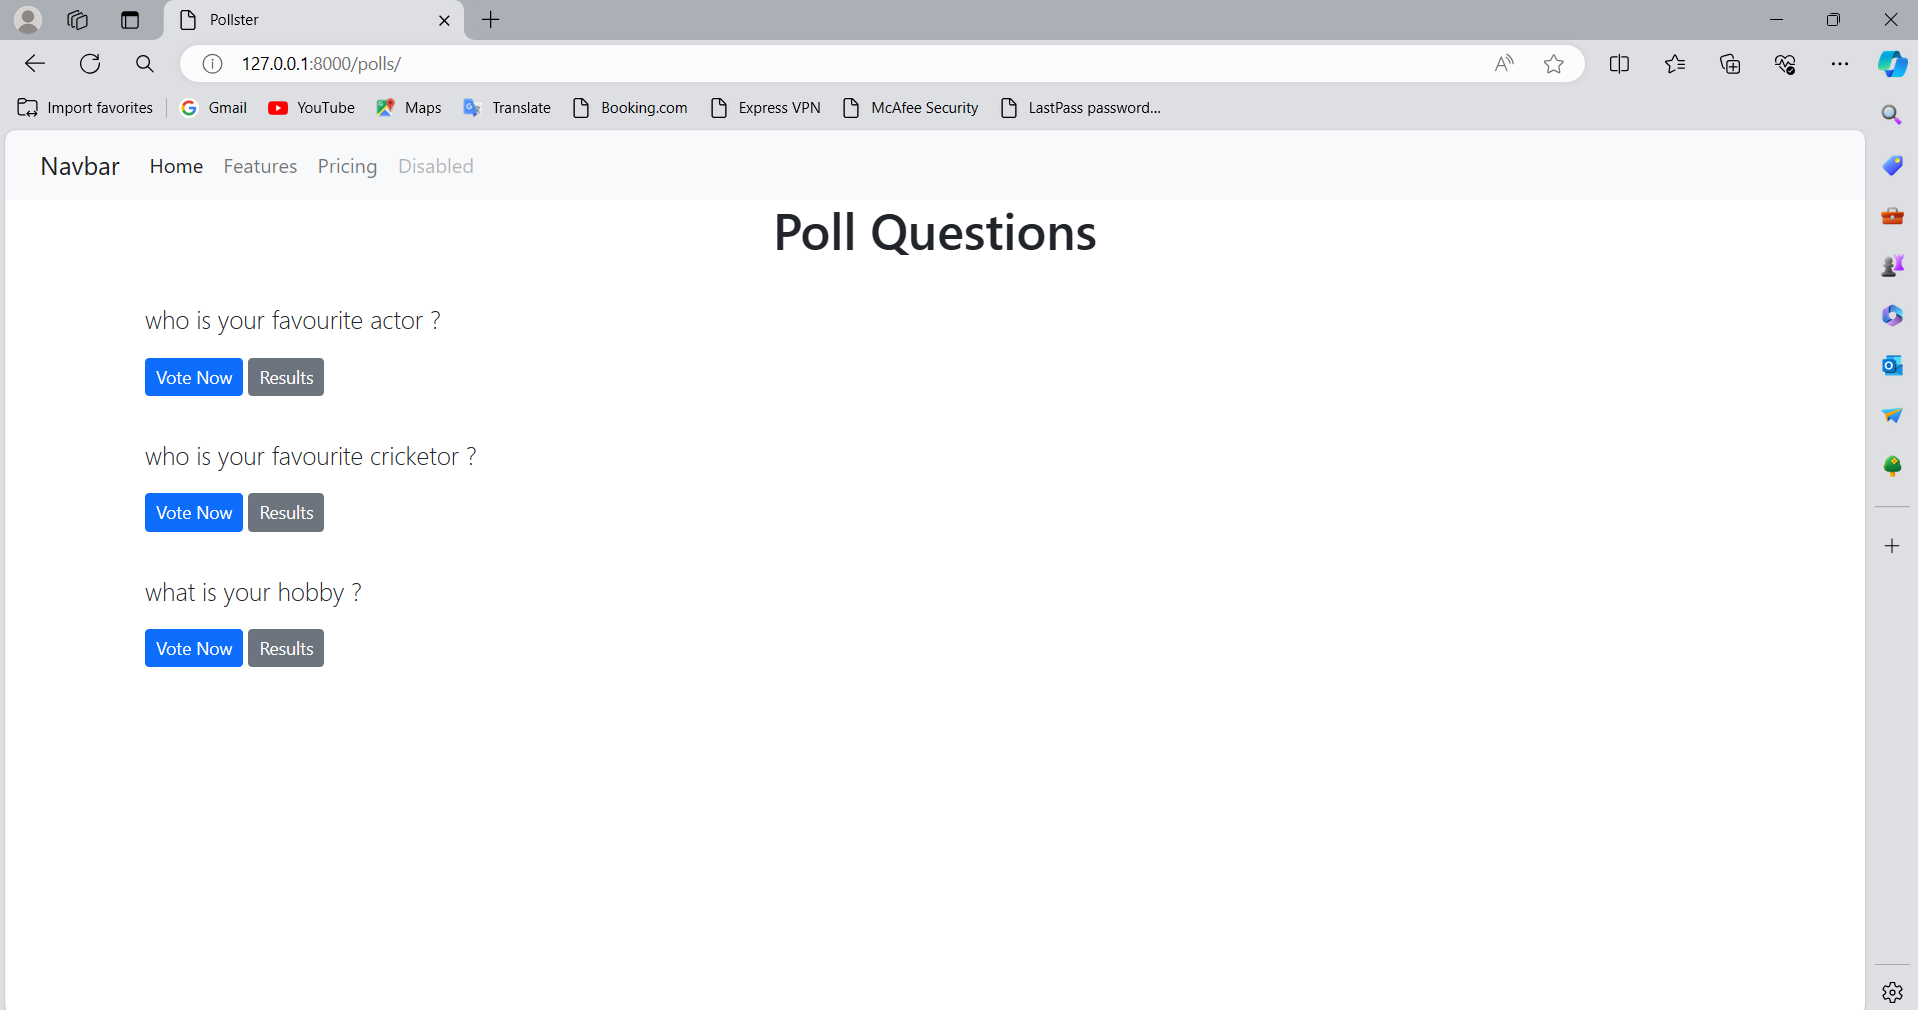 Pollster
127.0.0.1:8000/polls/
Import favorites Gmail YouTube Maps Translate Booking.com Express VPN McAfee Security LastPass password...
Navbar Home Features Pricing Disabled
Poll Questions
who is your favourite actor ?
Vote Now Results
who is your favourite cricketor ?
Vote Now Results
what is your hobby ?
Vote Now Results